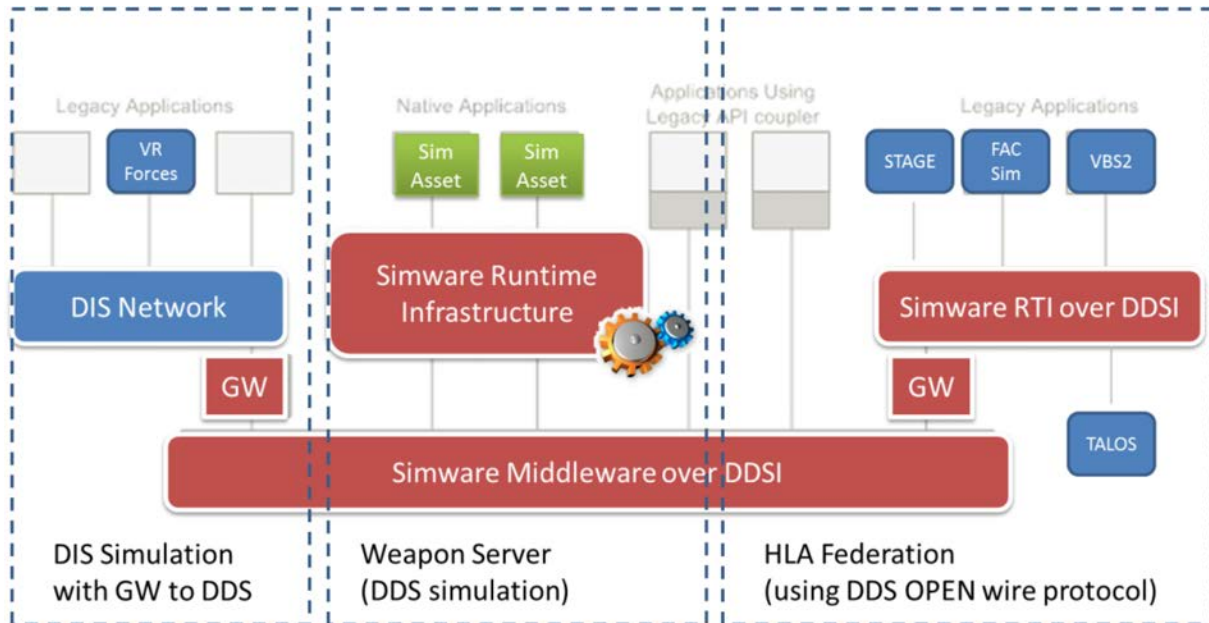 Legacy Applications
Native Applications
Applications Using
Legacy API coupler
Legacy Applications
VR
Forces
Sim
Asset
Sim
Asset
STAGE
FAC
Sim
VBS2
DIS Network
Simware Runtime
Infrastructure
Simware RTI over DDSI
GW
GW
TALOS
Simware Middleware over DDSI
DIS Simulation
with GW to DDS
Weapon Server
(DDS simulation)
HLA Federation
(using DDS OPEN wire protocol)